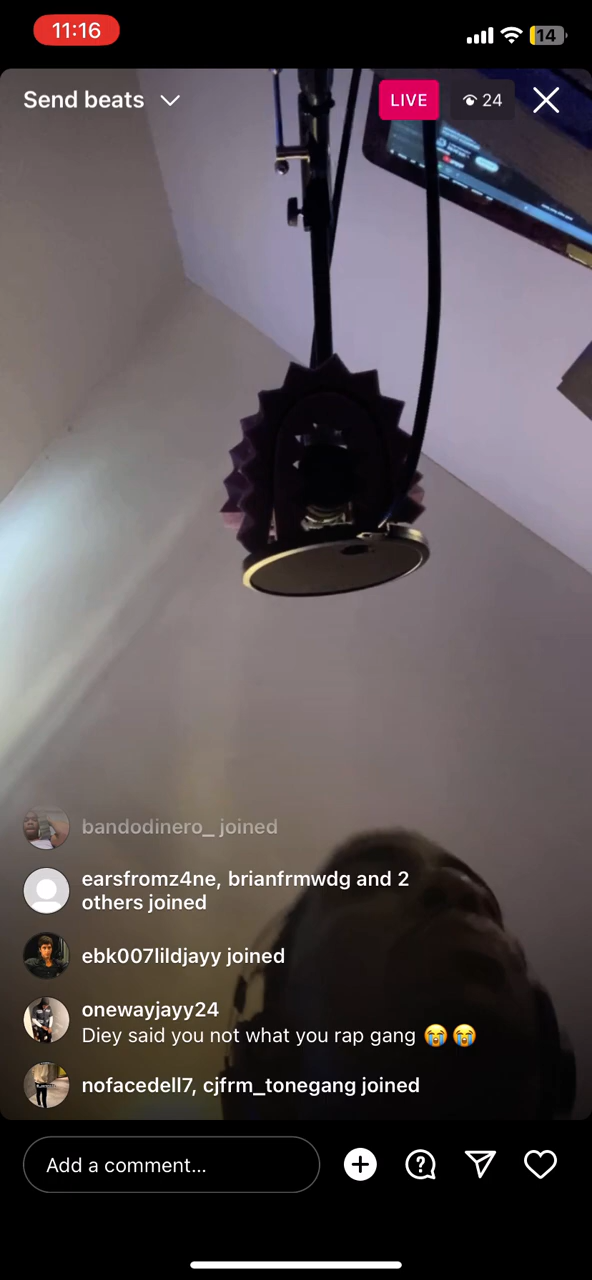 11:16
14
Send beats
LIVE
24
bandodinero_ joined
earsfromz4ne, brianfrmwdg and 2
others joined
ebk007lildjayy joined
onewayjayy24
Diey said you not what you rap gang 😭😭
nofacedell7, cjfrm_tonegang joined
Add a comment...